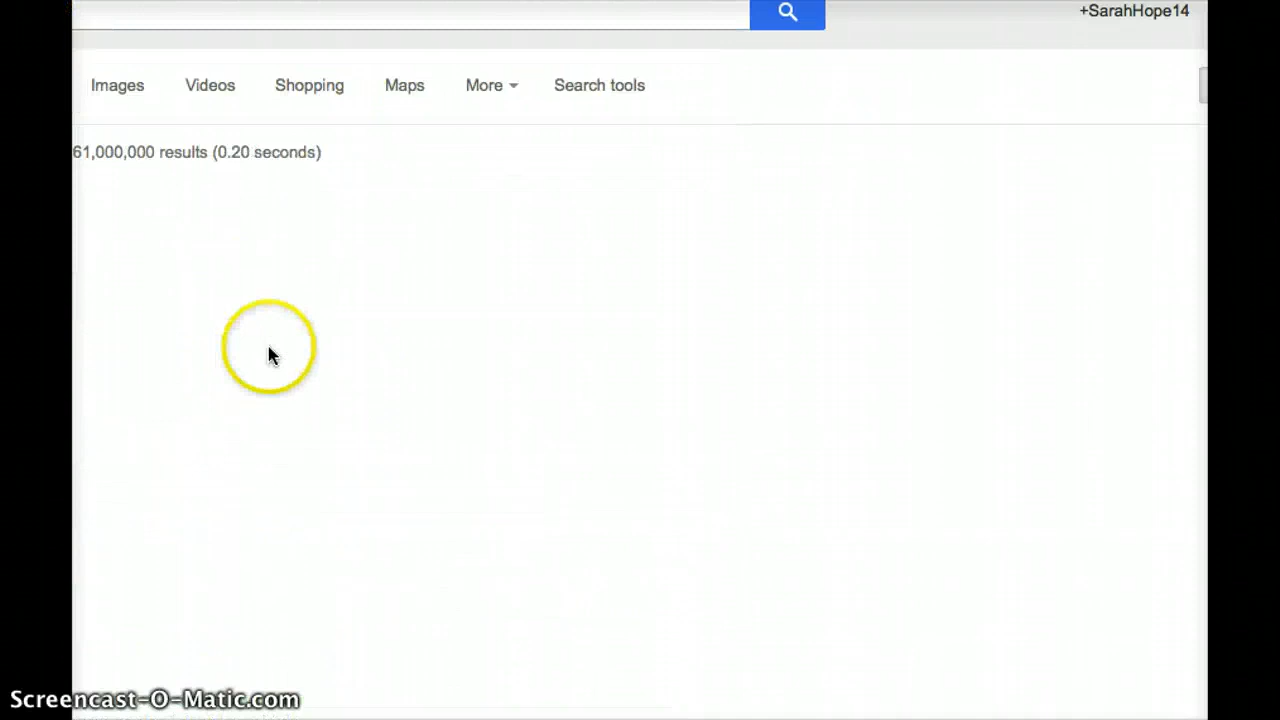 +SarahHope14
Images Videos Shopping Maps More Search tools
61,000,000 results (0.20 seconds)
Screencast-O-Matic.com